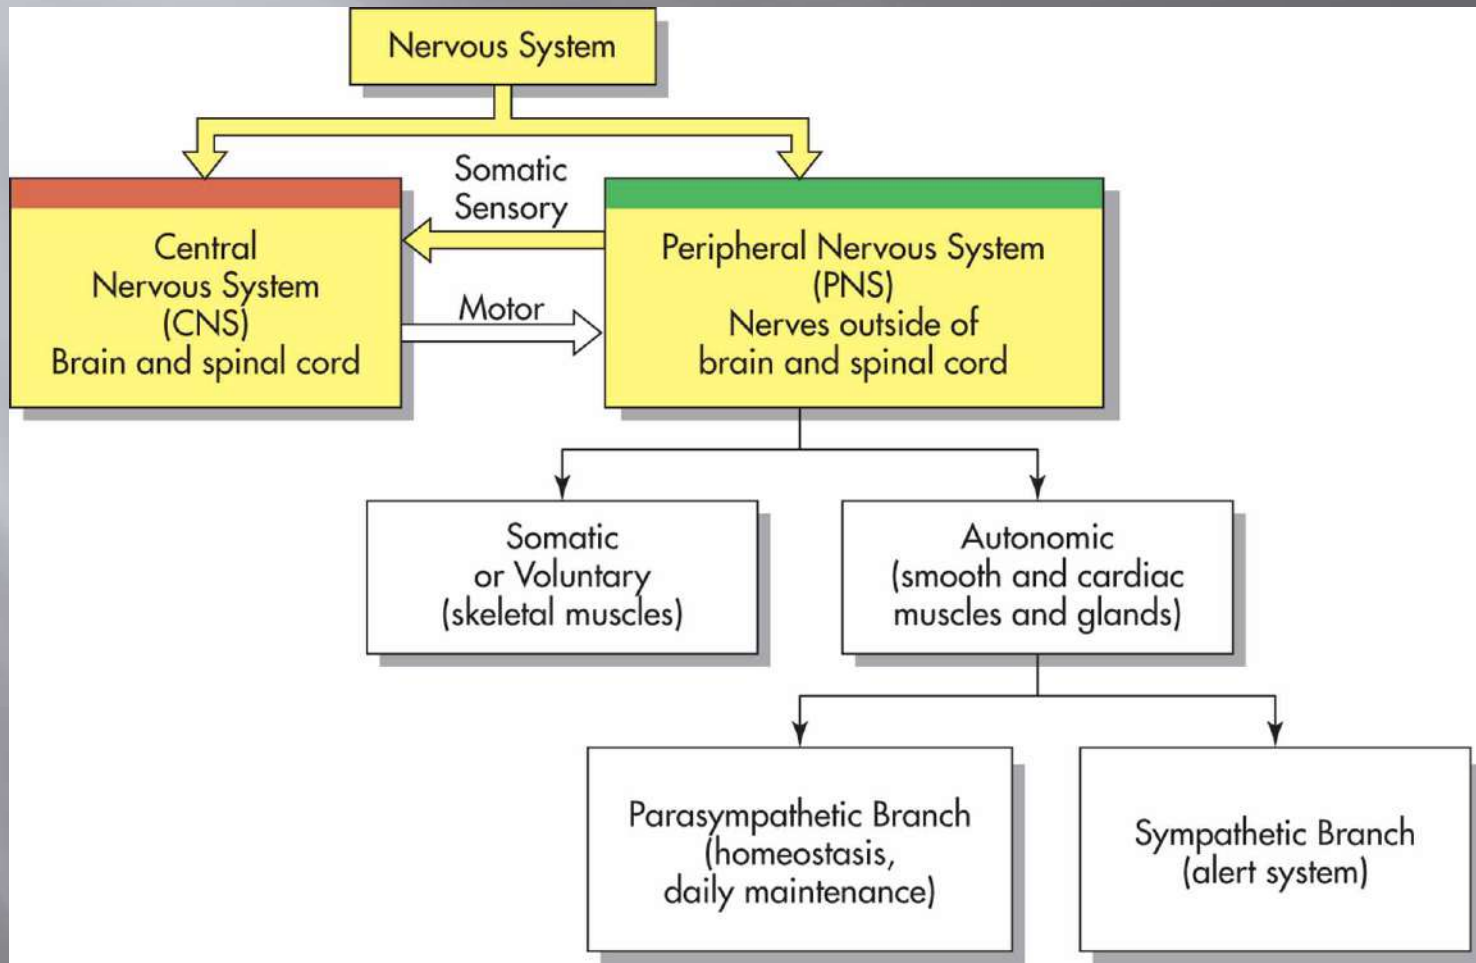 Nervous System
Somatic
Sensory
Central
Nervous System
(CNS)
Brain and spinal cord
Motor
Peripheral Nervous System
(PNS)
Nerves outside of
brain and spinal cord
Somatic
or Voluntary
(skeletal muscles)
Autonomic
(smooth and cardiac
muscles and glands)
Parasympathetic Branch
(homeostasis,
daily maintenance)
Sympathetic Branch
(alert system)